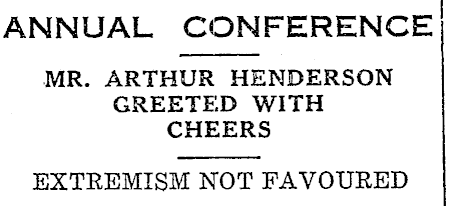 ANNUAL CONFERENCE
MR. ARTHUR HENDERSON
GREETED WITH
CHEERS
EXTREMISM NOT FAVOURED